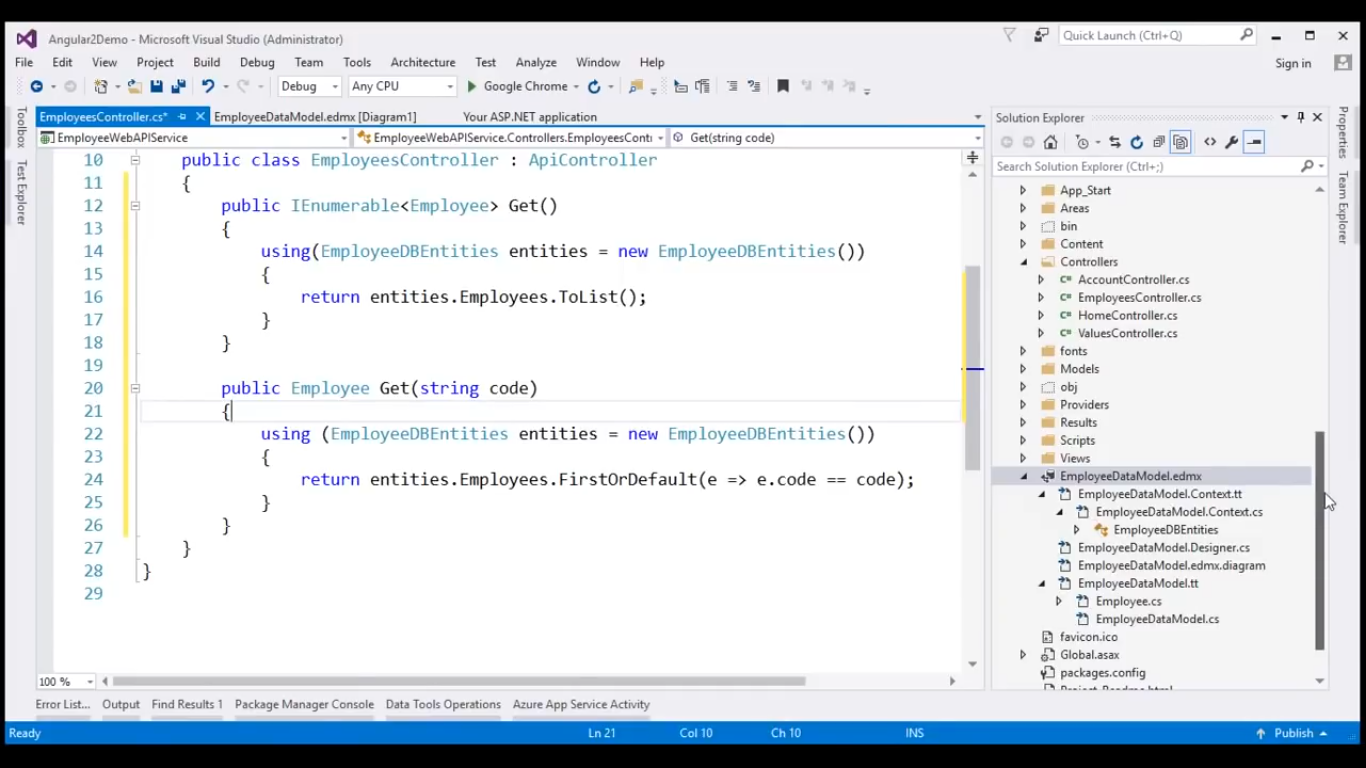 Angular2Demo - Microsoft Visual Studio (Administrator)
Quick Launch (Ctrl+Q)
File Edit View Project Build Debug Team Tools Architecture Test Analyze Window Help
Sign in
Debug Any CPU Google Chrome
EmployeesController.cs* EmployeeDataModel.edmx [Diagram1] Your ASP.NET application
EmployeeWebAPIService EmployeeWebAPIService.Controllers.EmployeesConti Get(string code)
Toolbox
Test Explorer
10 public class EmployeesController : ApiController
11 {
12 public IEnumerable<Employee> Get()
13 {
14 using(EmployeeDBEntities entities = new EmployeeDBEntities())
15 {
16 return entities.Employees.ToList();
17 }
18 }
19
20 public Employee Get(string code)
21 {
22 using (EmployeeDBEntities entities = new EmployeeDBEntities())
23 {
24 return entities.Employees.FirstOrDefault(e => e.code == code);
25 }
26 }
27 }
28 }
29
100 %
Solution Explorer
Search Solution Explorer (Ctrl+;)
App_Start
Areas
bin
Content
Controllers
C# AccountController.cs
C# EmployeesController.cs
C# HomeController.cs
C# ValuesController.cs
fonts
Models
obj
Providers
Results
Scripts
Views
EmployeeDataModel.edmx
EmployeeDataModel.Context.tt
EmployeeDataModel.Context.cs
EmployeeDBEntities
EmployeeDataModel.Designer.cs
EmployeeDataModel.edmx.diagram
EmployeeDataModel.tt
Employee.cs
EmployeeDataModel.cs
favicon.ico
Global.asax
packages.config
Project_Readme.html
Properties
Team Explorer
Error List... Output Find Results 1 Package Manager Console Data Tools Operations Azure App Service Activity
Ready Ln 21 Col 10 Ch 10 INS Publish